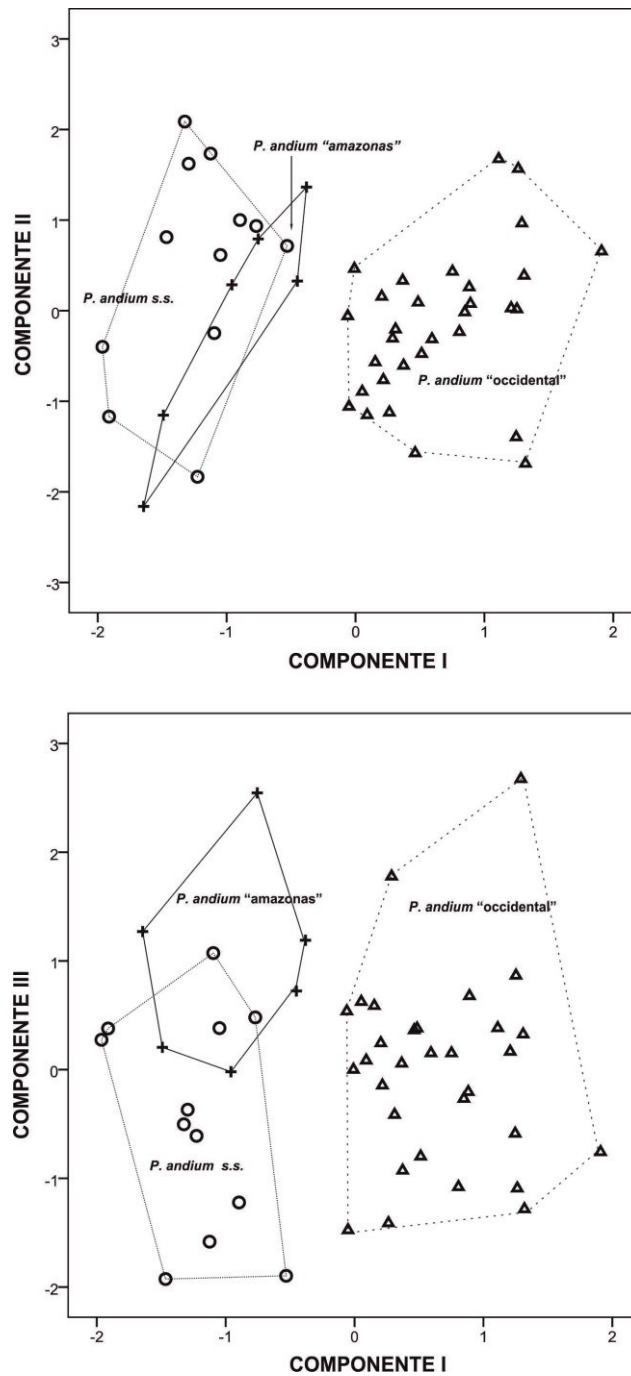 3
2
1
0
-1
-2
-3
COMPONENTE II
P. andium “amazonas”
P. andium s.s.
P. andium “occidental”
-2
-1
0
1
2
COMPONENTE I
3
2
1
0
-1
-2
COMPONENTE III
P. andium “amazonas”
P. andium “occidental”
P. andium s.s.
-2
-1
0
1
2
COMPONENTE I